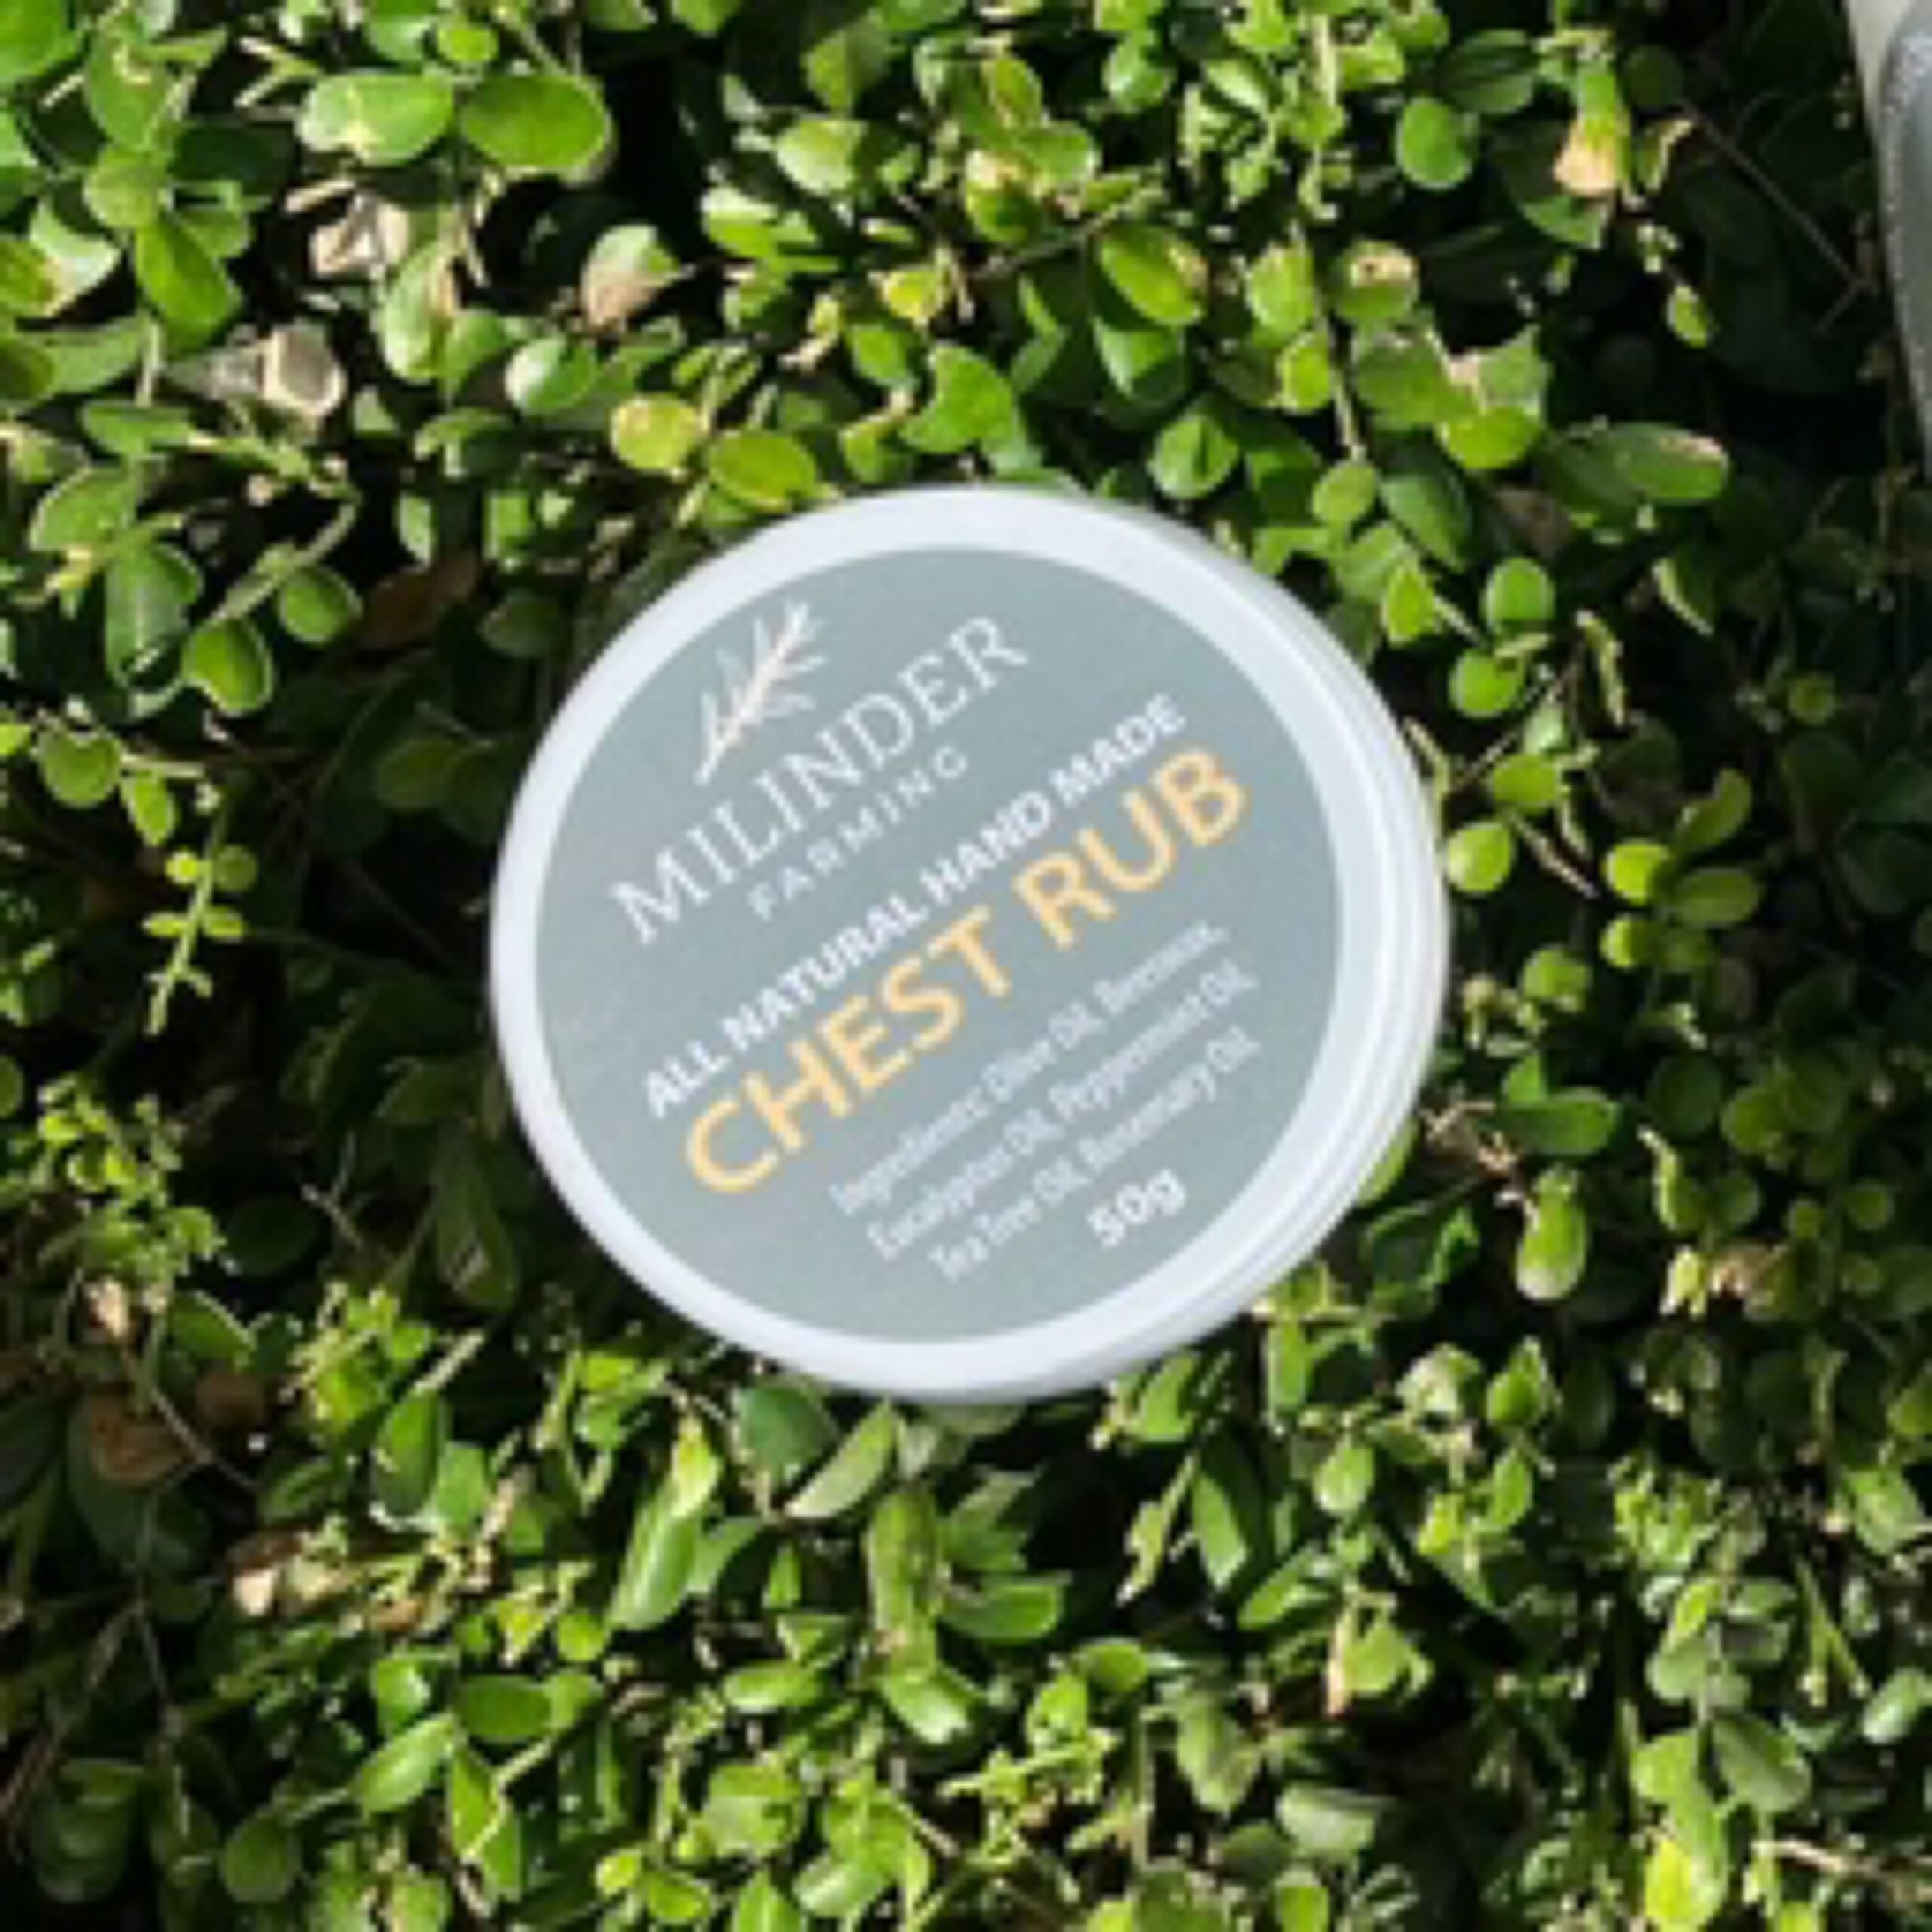 MILINDER
FARMING
ALL NATURAL HAND MADE
CHEST RUB
Ingredients: Olive Oil, Beeswax,
Eucalyptus Oil, Peppermint Oil,
Tea Tree Oil, Rosemary Oil
50g